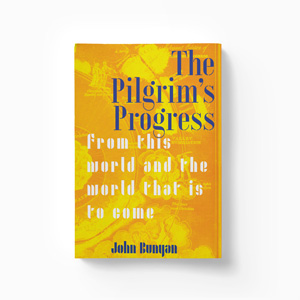 The
Pilgrim's
Progress
from this
world and the
world that is
to come
John Bunyan